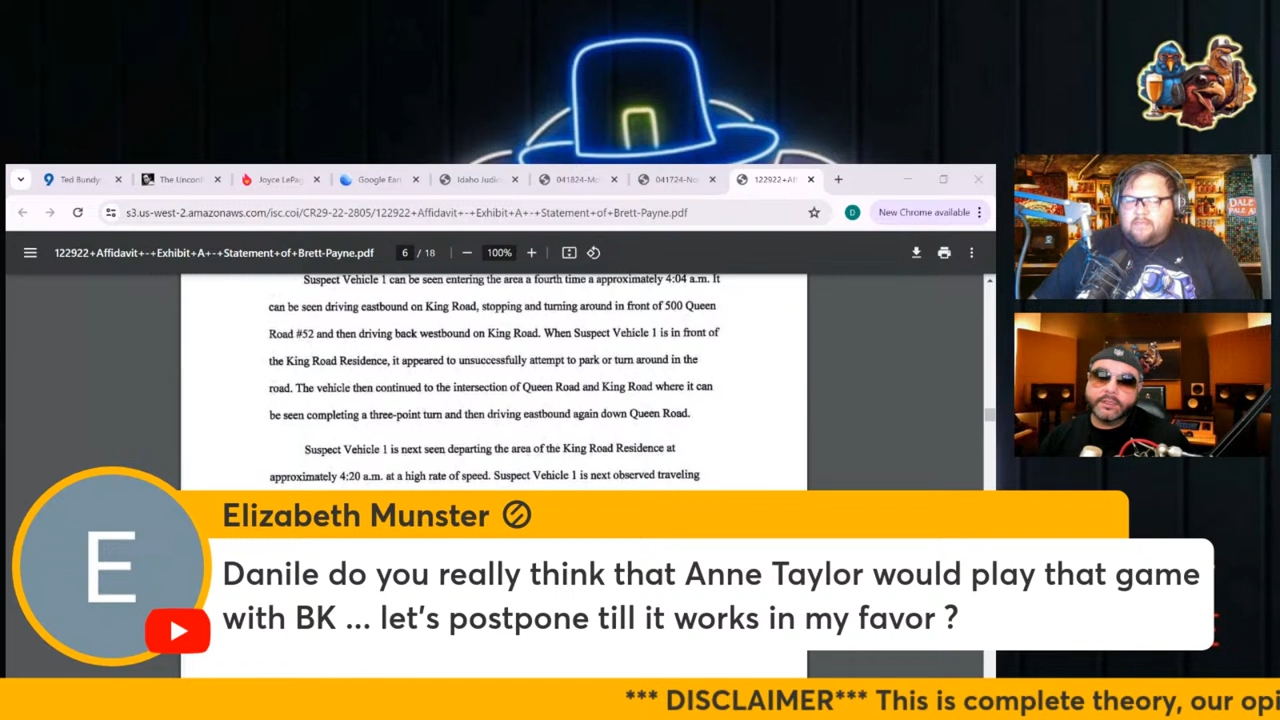 Ted Bundy
The Uncon
Joyce LePag
Google Ear
Idaho Judic
041824-Mo
041724-No
122922+Aff
s3.us-west-2.amazonaws.com/isc.coi/CR29-22-2805/122922+Affidavit+-+Exhibit+A+-+Statement+of+Brett-Payne.pdf
D
New Chrome available
122922+Affidavit+-+Exhibit+A+-+Statement+of+Brett-Payne.pdf
6 / 18
100%
Suspect Vehicle 1 can be seen entering the area a fourth time a approximately 4:04 a.m. It
can be seen driving eastbound on King Road, stopping and turning around in front of 500 Queen
Road #52 and then driving back westbound on King Road. When Suspect Vehicle 1 is in front of
the King Road Residence, it appeared to unsuccessfully attempt to park or turn around in the
road. The vehicle then continued to the intersection of Queen Road and King Road where it can
be seen completing a three-point turn and then driving eastbound again down Queen Road.
Suspect Vehicle 1 is next seen departing the area of the King Road Residence at
approximately 4:20 a.m. at a high rate of speed. Suspect Vehicle 1 is next observed traveling
DALE'S
PALE A
E
Elizabeth Munster
Danile do you really think that Anne Taylor would play that game
with BK ... let's postpone till it works in my favor ?
*** DISCLAIMER*** This is complete theory, our opi